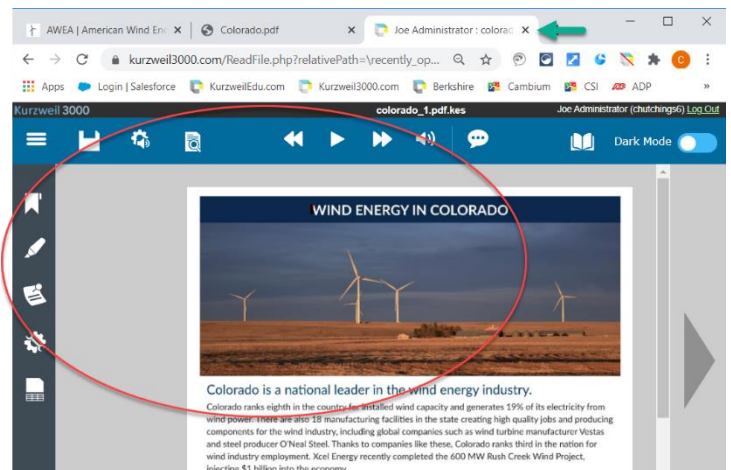 AWEA | American Wind En
Colorado.pdf
Joe Administrator : colorad
kurzweil3000.com/ReadFile.php?relativePath=\recently_op...
C
Apps
Login | Salesforce
KurzweilEdu.com
Kurzweil3000.com
Berkshire
Cambium
CSI
ADP
»
Kurzweil 3000
colorado_1.pdf.kes
Joe Administrator (chutchings6) Log Out
Dark Mode
WIND ENERGY IN COLORADO
Colorado is a national leader in the wind energy industry.
Colorado ranks eighth in the country for installed wind capacity and generates 19% of its electricity from
wind power. There are also 18 manufacturing facilities in the state creating high quality jobs and producing
components for the wind industry, including global companies such as wind turbine manufacturer Vestas
and steel producer O'Neal Steel. Thanks to companies like these, Colorado ranks third in the nation for
wind industry employment. Xcel Energy recently completed the 600 MW Rush Creek Wind Project,
injecting $1 billion into the economy.